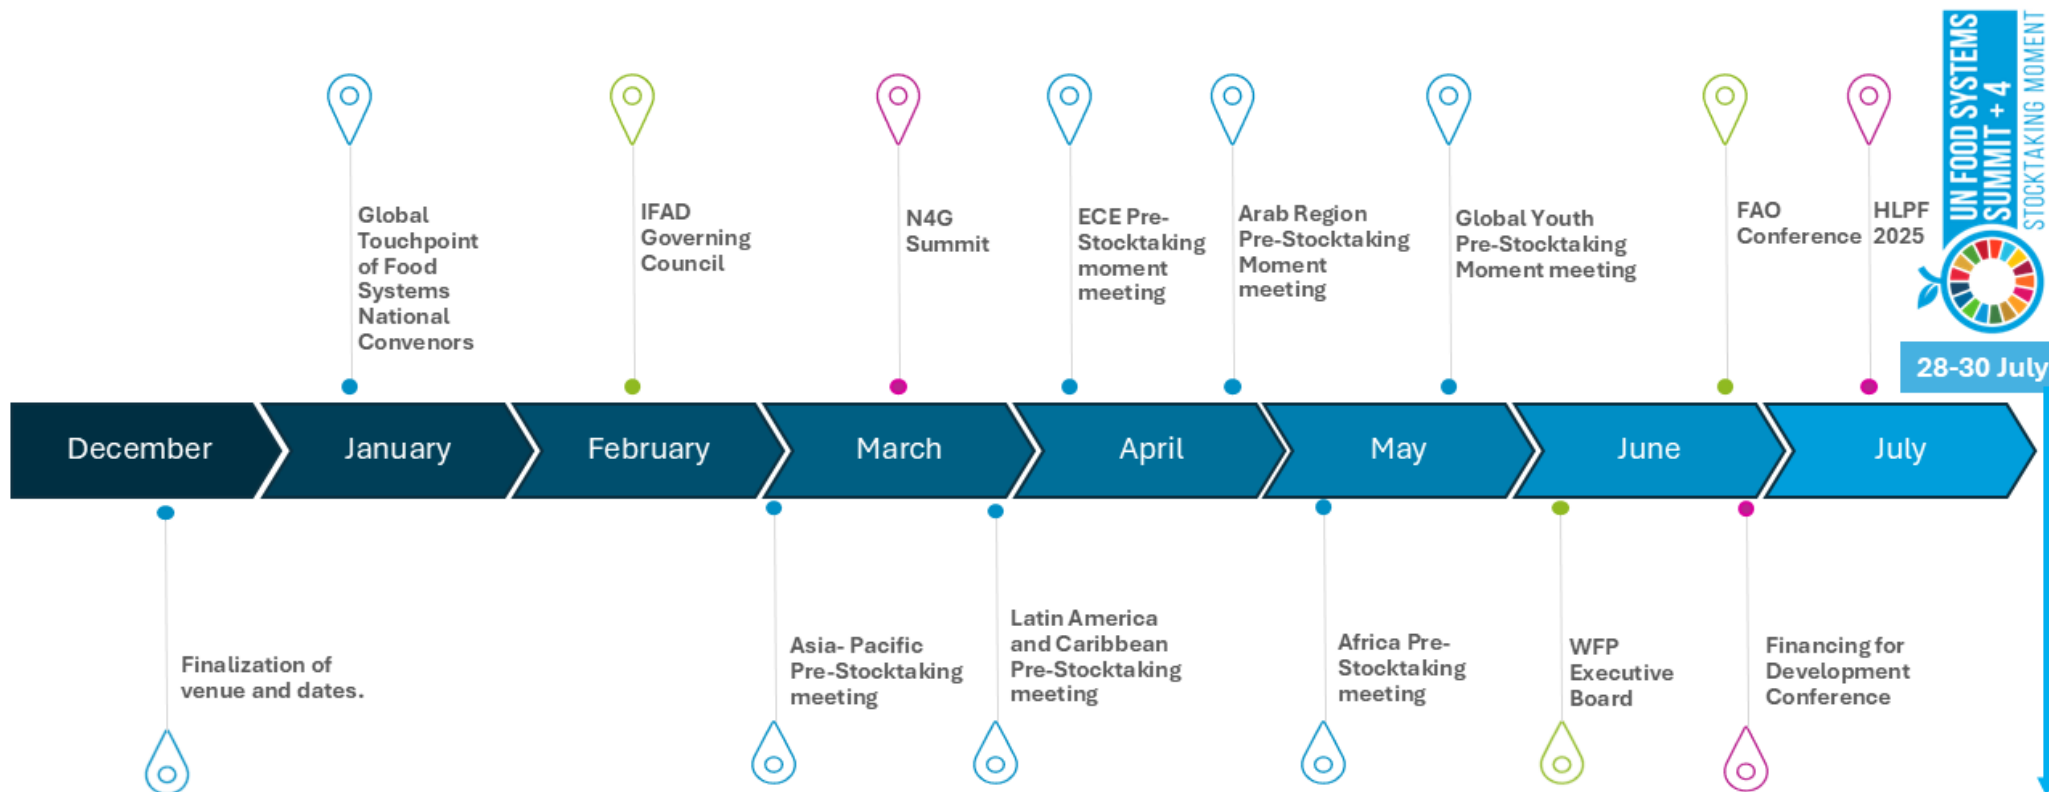 UN FOOD SYSTEMS
SUMMIT + 4
STOCKTAKING MOMENT
Global
Touchpoint
of Food
Systems
National
Convenors
IFAD
Governing
Council
N4G
Summit
ECE Pre-
Stocktaking
moment
meeting
Arab Region
Pre-Stocktaking
Moment
meeting
Global Youth
Pre-Stocktaking
Moment meeting
FAO
Conference
HLPF
2025
28-30 July
December
January
February
March
April
May
June
July
Finalization of
venue and dates.
Asia- Pacific
Pre-Stocktaking
meeting
Latin America
and Caribbean
Pre-Stocktaking
meeting
Africa Pre-
Stocktaking
meeting
WFP
Executive
Board
Financing for
Development
Conference